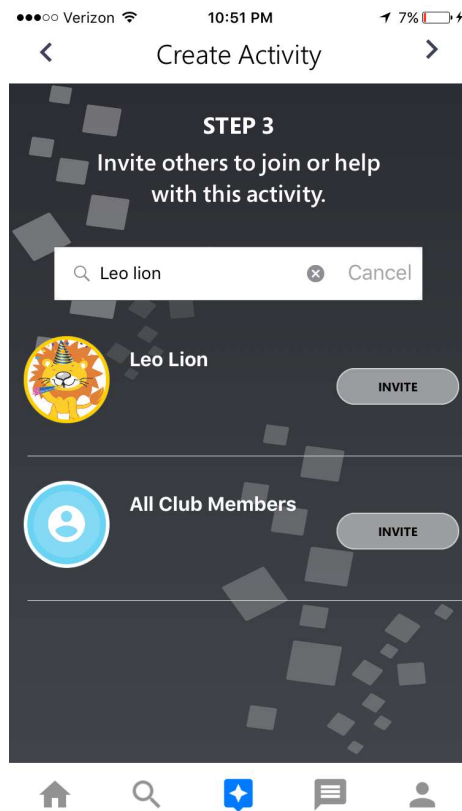 Verizon 10:51 PM 7%
Create Activity
STEP 3
Invite others to join or help
with this activity.
Leo lion Cancel
Leo Lion
INVITE
All Club Members
INVITE